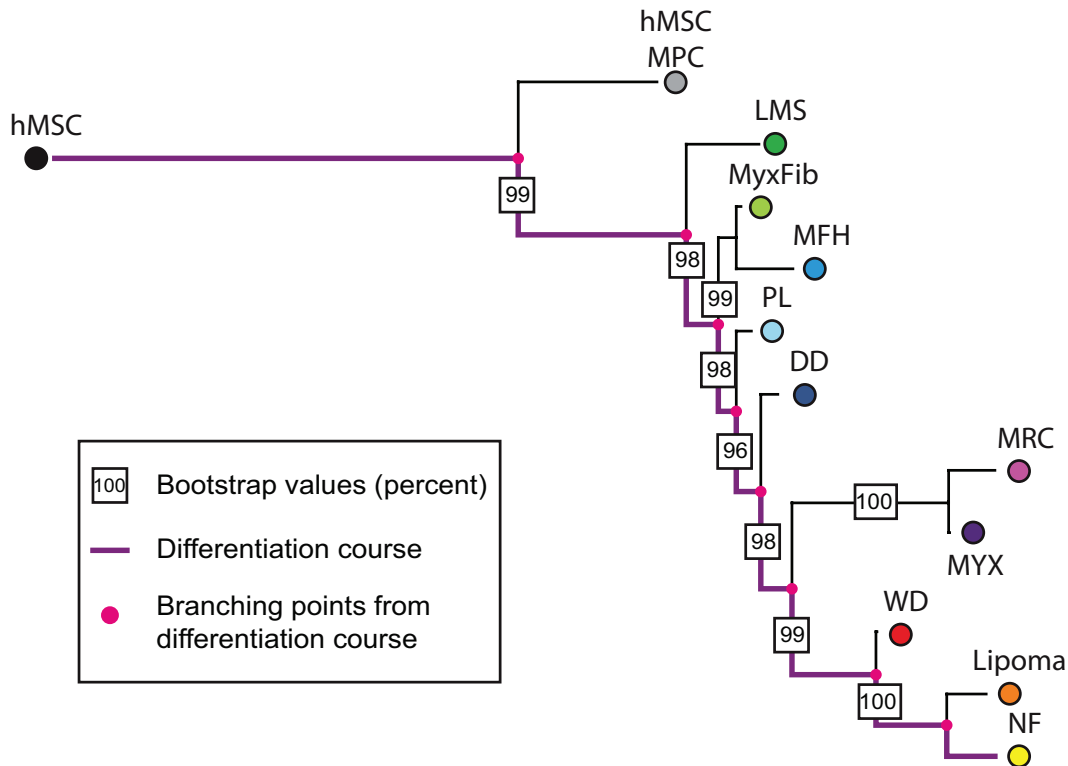 hMSC
MPC
hMSC
LMS
MyxFib
99
MFH
98
99
PL
98
DD
96
MRC
100
Bootstrap values (percent)
100
98
Differentiation course
MYX
WD
Branching points from
differentiation course
99
Lipoma
100
NF